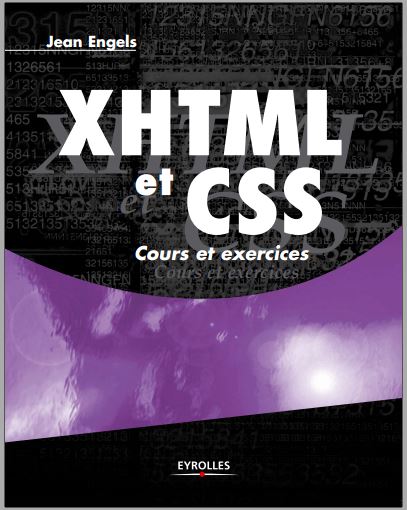 Jean Engels
XHTML
et CSS
Cours et exercices
EYROLLES